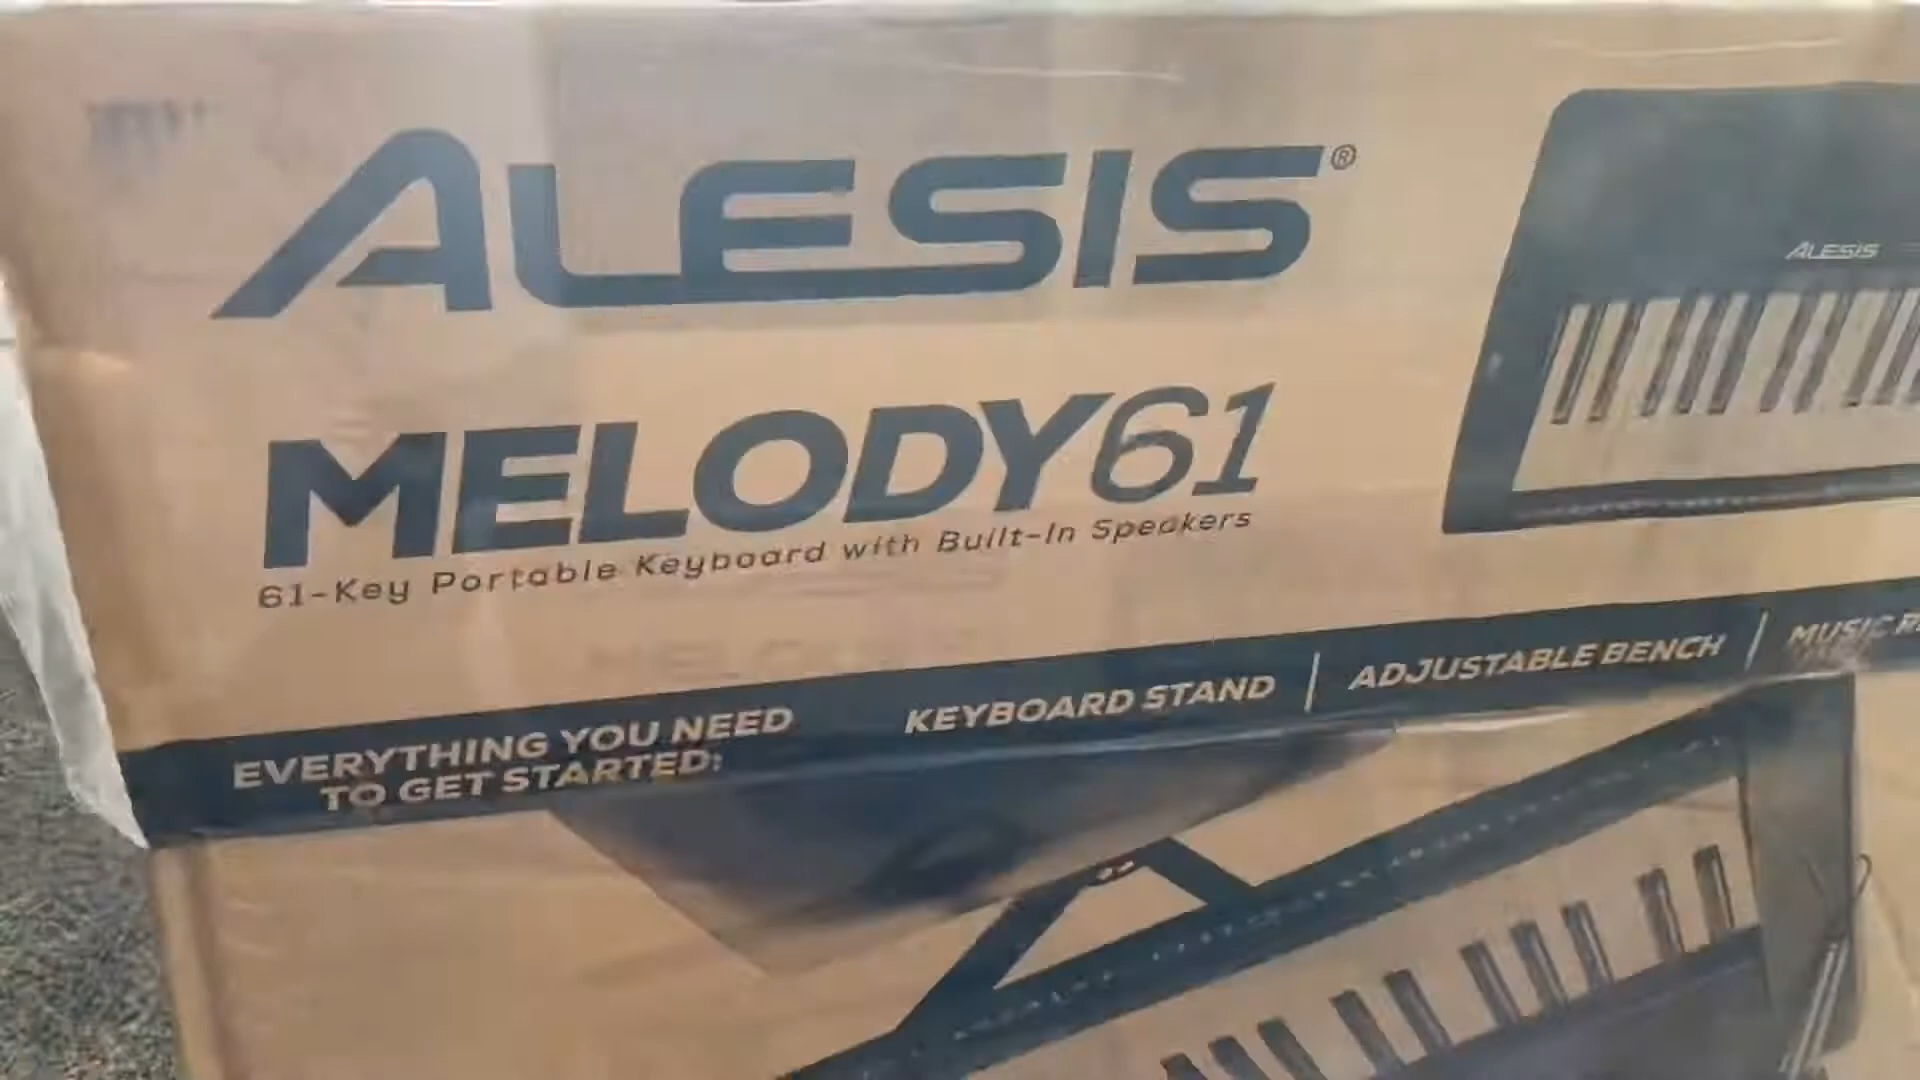 ALESIS®
ALESIS
MELODY61
61-Key Portable Keyboard with Built-In Speakers
EVERYTHING YOU NEED
TO GET STARTED:
KEYBOARD STAND | ADJUSTABLE BENCH | MUSIC